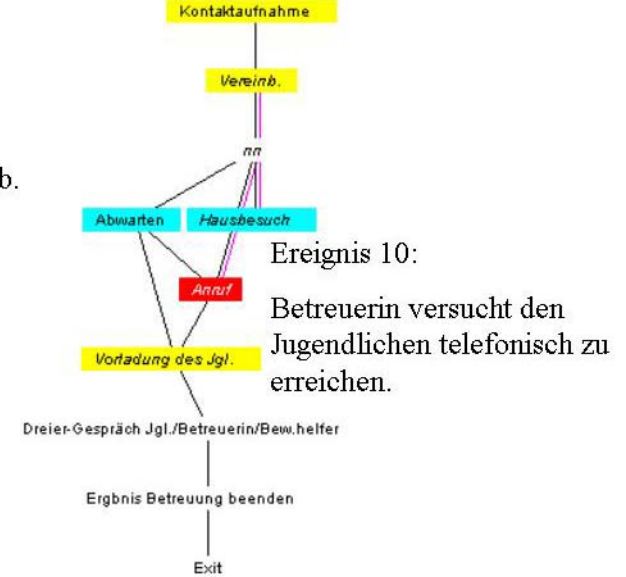 Kontaktaufnahme
Vereinb.
nn
b.
Abwarten
Hausbesuch
Ereignis 10:
Anruf
Betreuerin versucht den
Jugendlichen telefonisch zu
erreichen.
Vorladung des Jgl.
Dreier-Gespräch Jgl./Betreuerin/Bew.helfer
Ergbnis Betreuung beenden
Exit